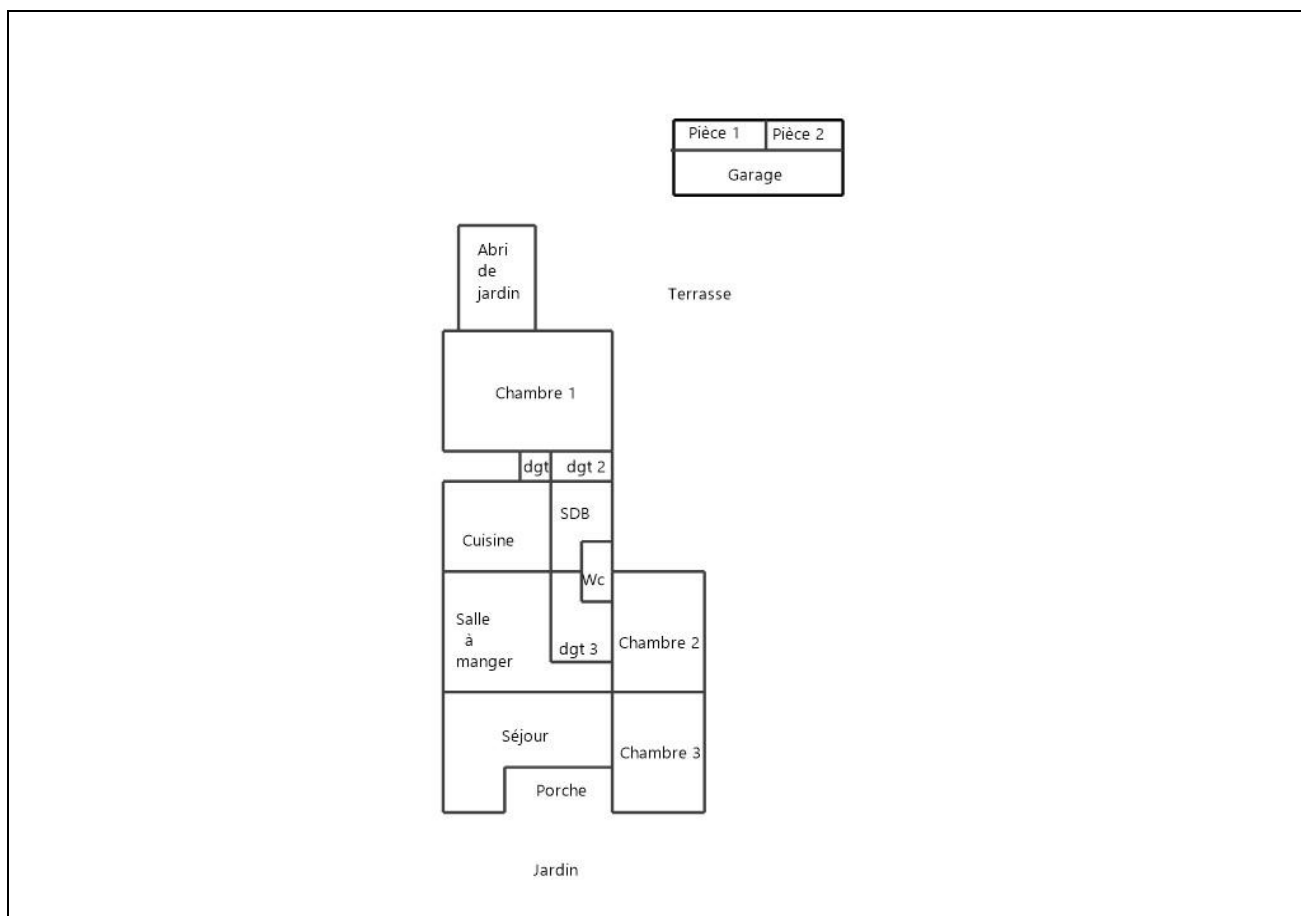 Pièce 1
Pièce 2
Garage
Abri
de
jardin
Terrasse
Chambre 1
dgt
dgt 2
SDB
Cuisine
Wc
Salle
à
manger
dgt 3
Chambre 2
Séjour
Chambre 3
Porche
Jardin